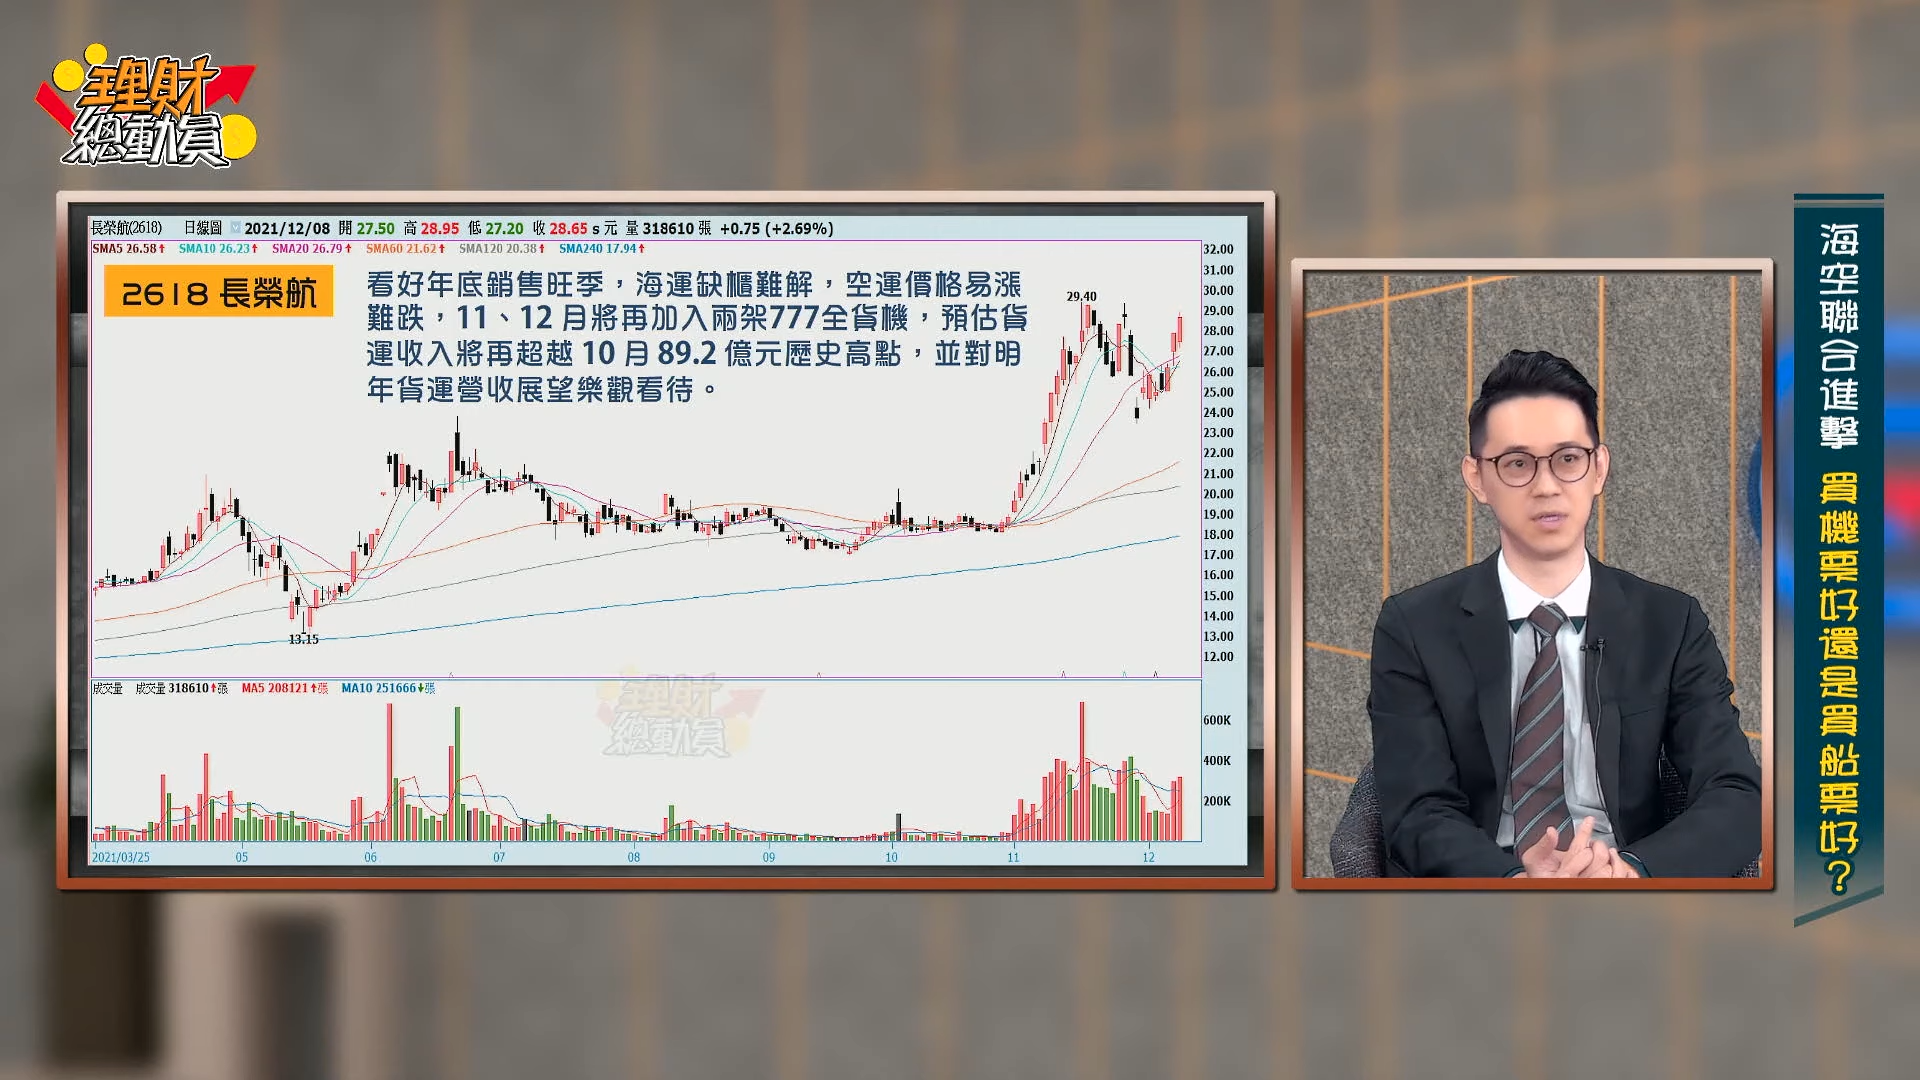 理財
總動員
長榮航(2618) 日線圖 2021/12/08 開 27.50 高 28.95 低 27.20 收 28.65 s 元 量 318610 張 +0.75 (+2.69%)
SMA5 26.58↑ SMA10 26.23↑ SMA20 26.79↑ SMA60 21.62↑ SMA120 20.38↑ SMA240 17.94↑
2618 長榮航
看好年底銷售旺季，海運缺櫃難解，空運價格易漲
難跌，11、12 月將再加入兩架777全貨機，預估貨
運收入將再超越 10 月 89.2 億元歷史高點，並對明
年貨運營收展望樂觀看待。
29.40
13.15
32.00
31.00
30.00
29.00
28.00
27.00
26.00
25.00
24.00
23.00
22.00
21.00
20.00
19.00
18.00
17.00
16.00
15.00
14.00
13.00
12.00
成交量 成交量 318610↑張 MA5 208121↑張 MA10 251666↓張
理財
總動員
600K
400K
200K
2021/03/25 05 06 07 08 09 10 11 12
海空聯合進擊 買機票好還是買船票好？